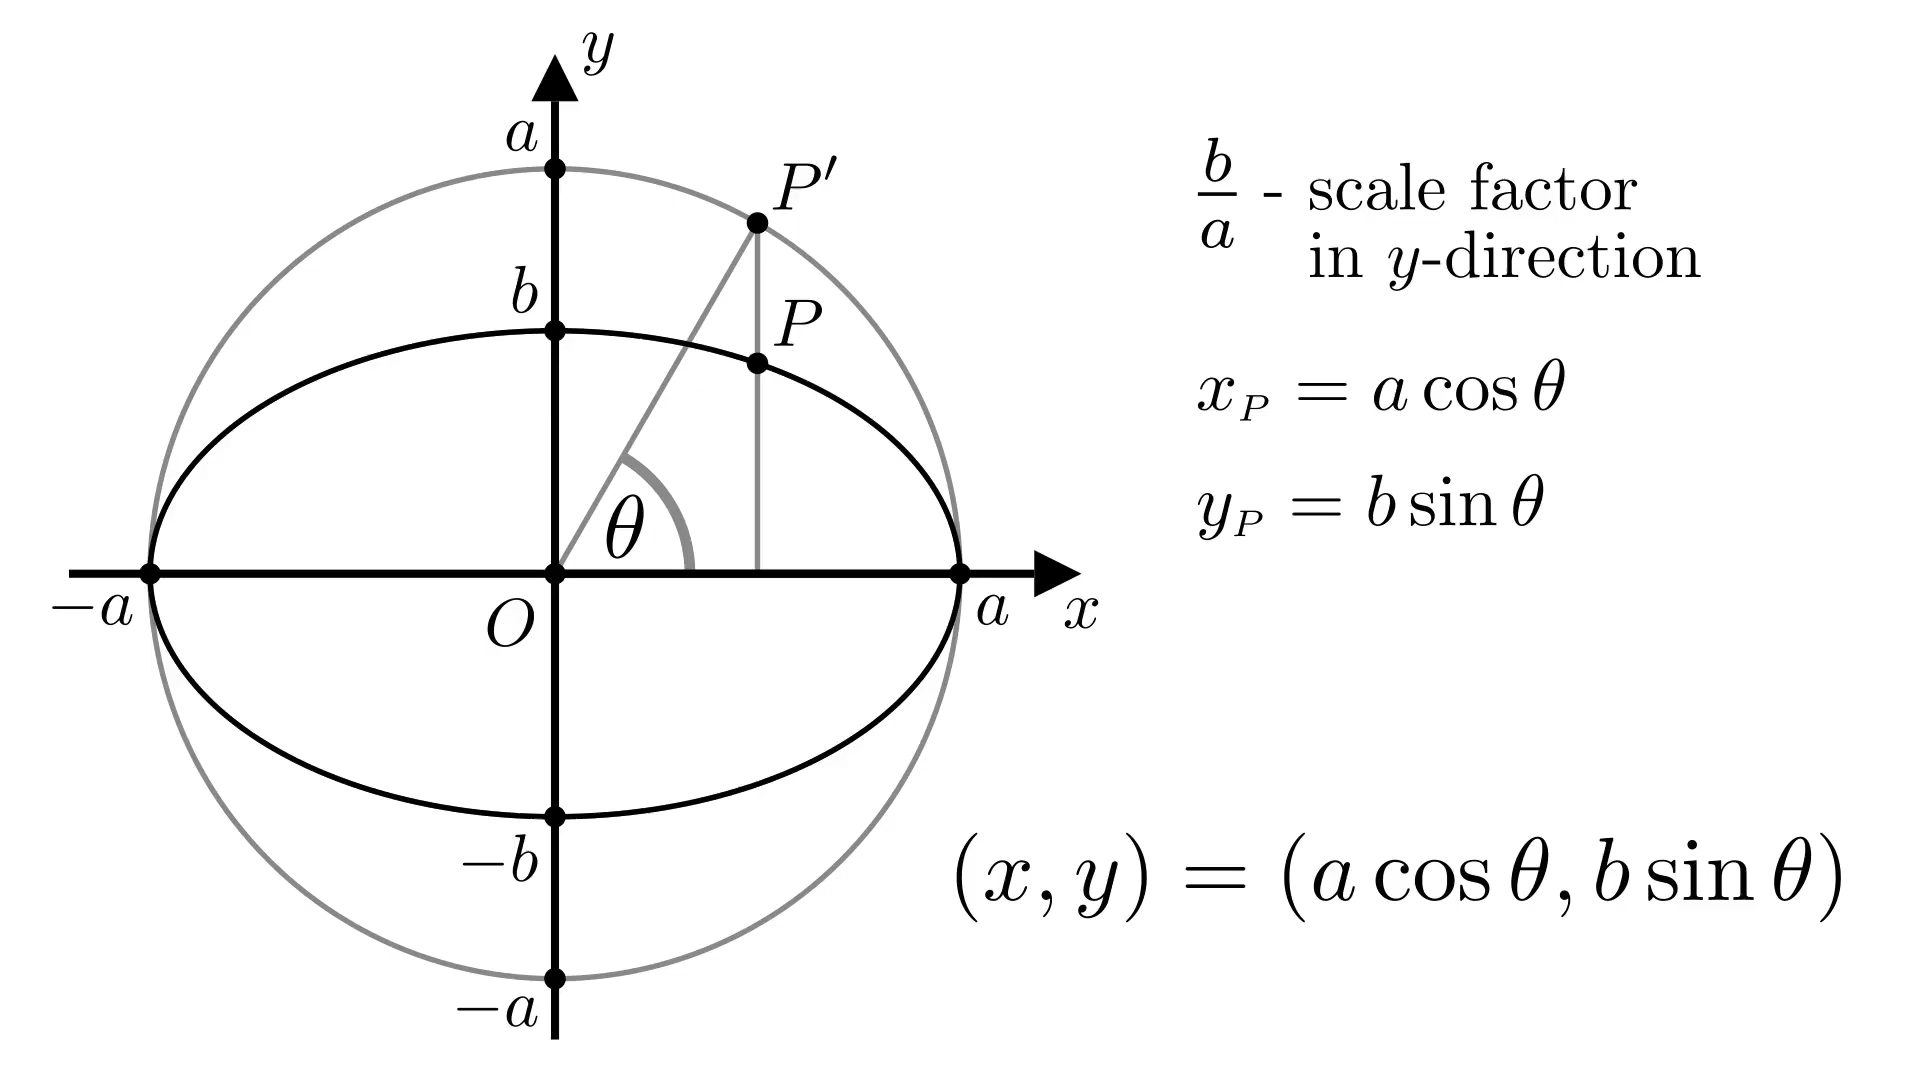 y
a
P′
b
P
θ
−a
O
a
x
−b
−a
b/a - scale factor
in y-direction
x_P = a cos θ
y_P = b sin θ
(x, y) = (a cos θ, b sin θ)